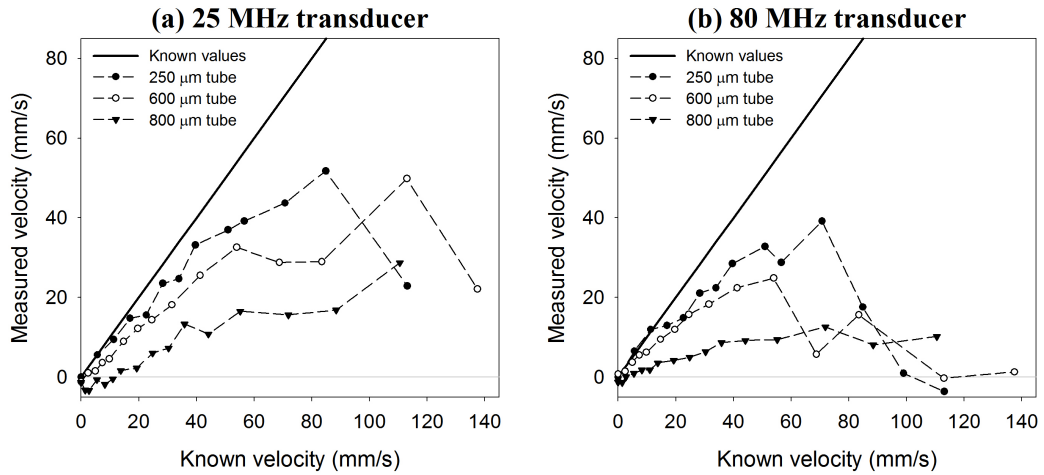 (a) 25 MHz transducer
80
60
40
20
0
Measured velocity (mm/s)
Known values
250 μm tube
600 μm tube
800 μm tube
0 20 40 60 80 100 120 140
Known velocity (mm/s)
(b) 80 MHz transducer
80
60
40
20
0
Measured velocity (mm/s)
Known values
250 μm tube
600 μm tube
800 μm tube
0 20 40 60 80 100 120 140
Known velocity (mm/s)